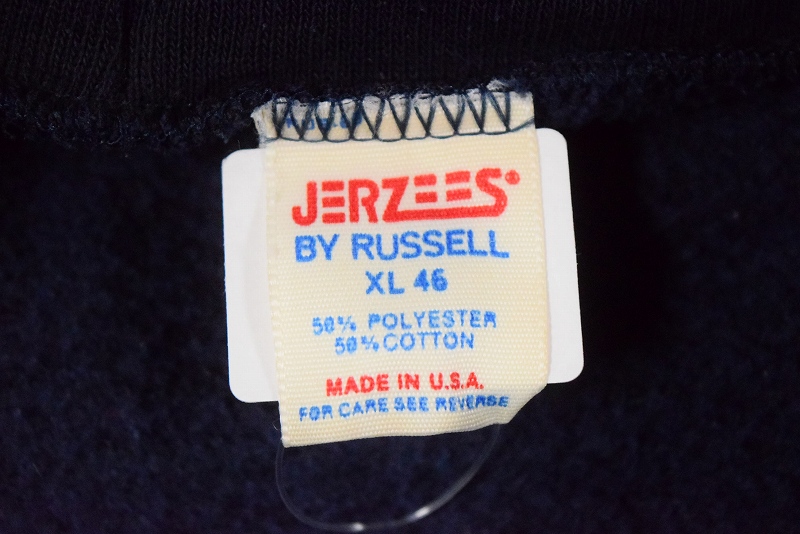 JERZEES
BY RUSSELL
XL 46
50% POLYESTER
50% COTTON
MADE IN U.S.A.
FOR CARE SEE REVERSE